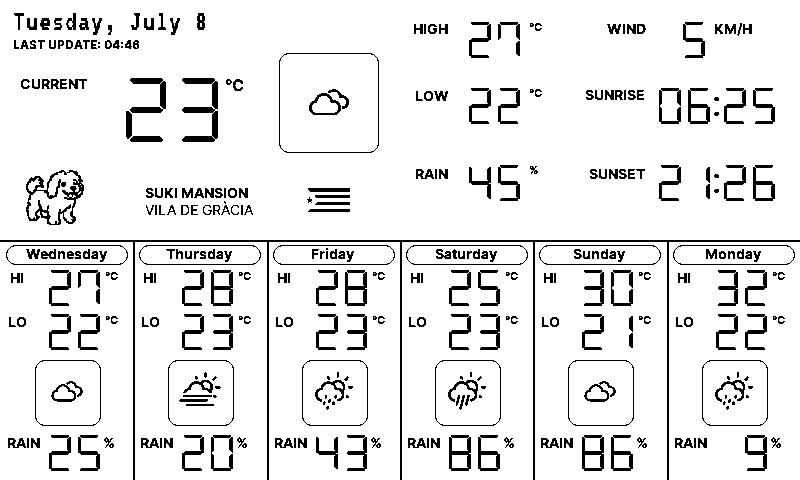 Tuesday, July 8
LAST UPDATE: 04:46
CURRENT 23 °C
SUKI MANSION
VILA DE GRÀCIA
HIGH 27 °C
LOW 22 °C
RAIN 45 %
WIND 5 KM/H
SUNRISE 06:25
SUNSET 21:26
Wednesday
HI 27 °C
LO 22 °C
RAIN 25 %
Thursday
HI 28 °C
LO 23 °C
RAIN 20 %
Friday
HI 28 °C
LO 23 °C
RAIN 43 %
Saturday
HI 25 °C
LO 23 °C
RAIN 86 %
Sunday
HI 30 °C
LO 21 °C
RAIN 86 %
Monday
HI 32 °C
LO 22 °C
RAIN 9 %